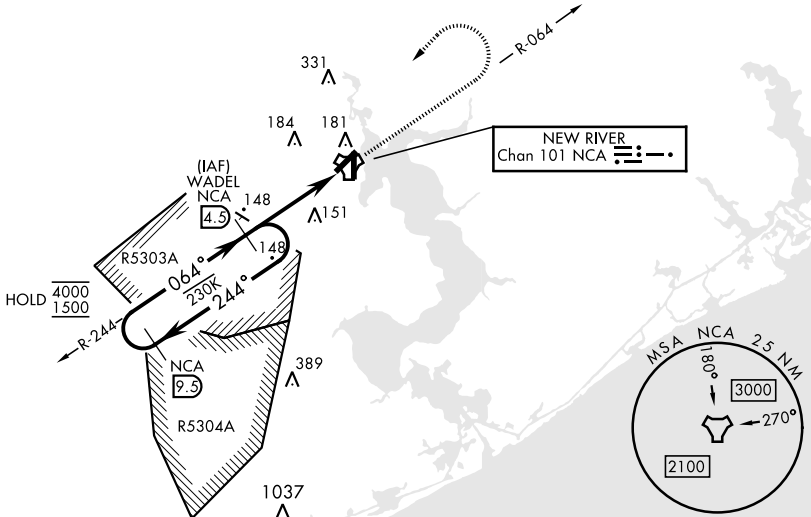 R-064
331
184
181
NEW RIVER
Chan 101 NCA
(IAF)
WADEL
NCA
4.5
148
151
148
R5303A
064°
230K
244°
HOLD 4000
1500
R-244
NCA
9.5
389
R5304A
1037
MSA NCA 25 NM
180°
3000
270°
2100